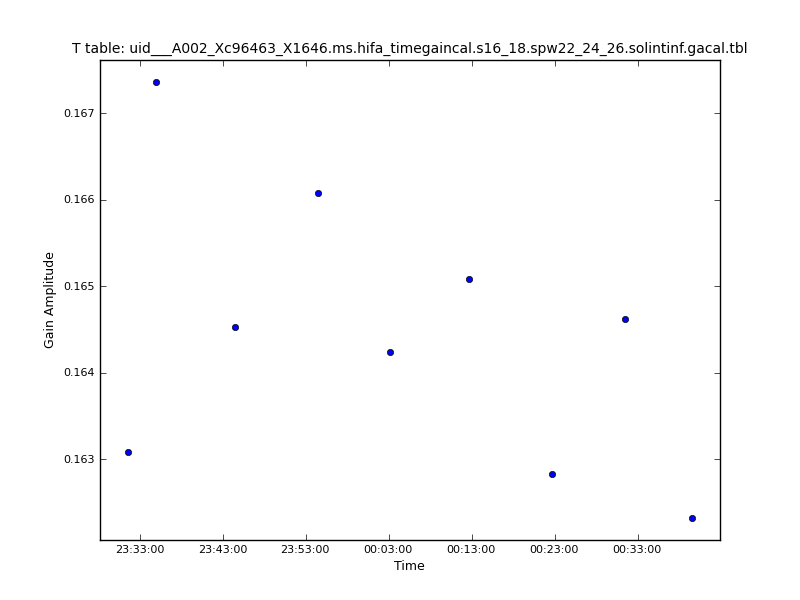 T table: uid___A002_Xc96463_X1646.ms.hifa_timegaincal.s16_18.spw22_24_26.solintinf.gacal.tbl
0.167
0.166
0.165
0.164
0.163
Gain Amplitude
23:33:00 23:43:00 23:53:00 00:03:00 00:13:00 00:23:00 00:33:00
Time